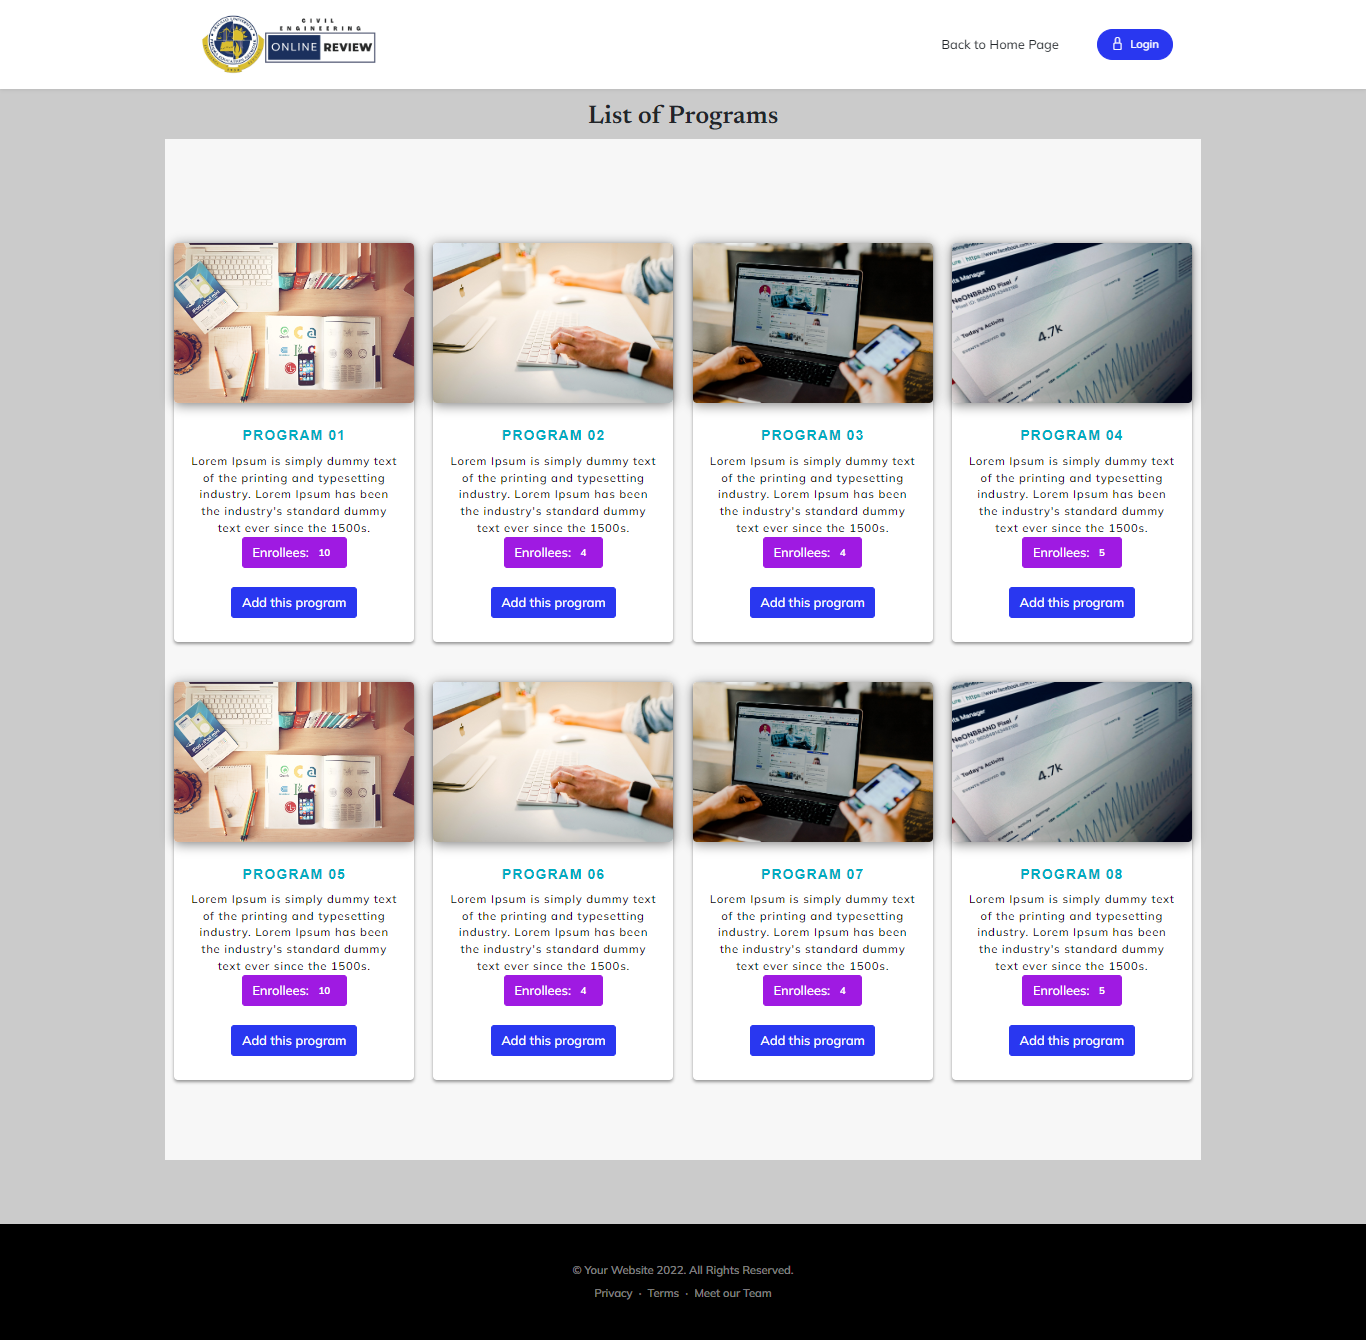 CIVIL
ENGINEERING
ONLINE REVIEW
Back to Home Page
Login
List of Programs
4.7k
PROGRAM 01
Lorem Ipsum is simply dummy text
of the printing and typesetting
industry. Lorem Ipsum has been
the industry's standard dummy
text ever since the 1500s.
Enrollees: 10
Add this program
PROGRAM 02
Lorem Ipsum is simply dummy text
of the printing and typesetting
industry. Lorem Ipsum has been
the industry's standard dummy
text ever since the 1500s.
Enrollees: 4
Add this program
PROGRAM 03
Lorem Ipsum is simply dummy text
of the printing and typesetting
industry. Lorem Ipsum has been
the industry's standard dummy
text ever since the 1500s.
Enrollees: 4
Add this program
PROGRAM 04
Lorem Ipsum is simply dummy text
of the printing and typesetting
industry. Lorem Ipsum has been
the industry's standard dummy
text ever since the 1500s.
Enrollees: 5
Add this program
4.7k
PROGRAM 05
Lorem Ipsum is simply dummy text
of the printing and typesetting
industry. Lorem Ipsum has been
the industry's standard dummy
text ever since the 1500s.
Enrollees: 10
Add this program
PROGRAM 06
Lorem Ipsum is simply dummy text
of the printing and typesetting
industry. Lorem Ipsum has been
the industry's standard dummy
text ever since the 1500s.
Enrollees: 4
Add this program
PROGRAM 07
Lorem Ipsum is simply dummy text
of the printing and typesetting
industry. Lorem Ipsum has been
the industry's standard dummy
text ever since the 1500s.
Enrollees: 4
Add this program
PROGRAM 08
Lorem Ipsum is simply dummy text
of the printing and typesetting
industry. Lorem Ipsum has been
the industry's standard dummy
text ever since the 1500s.
Enrollees: 5
Add this program
© Your Website 2022. All Rights Reserved.
Privacy · Terms · Meet our Team